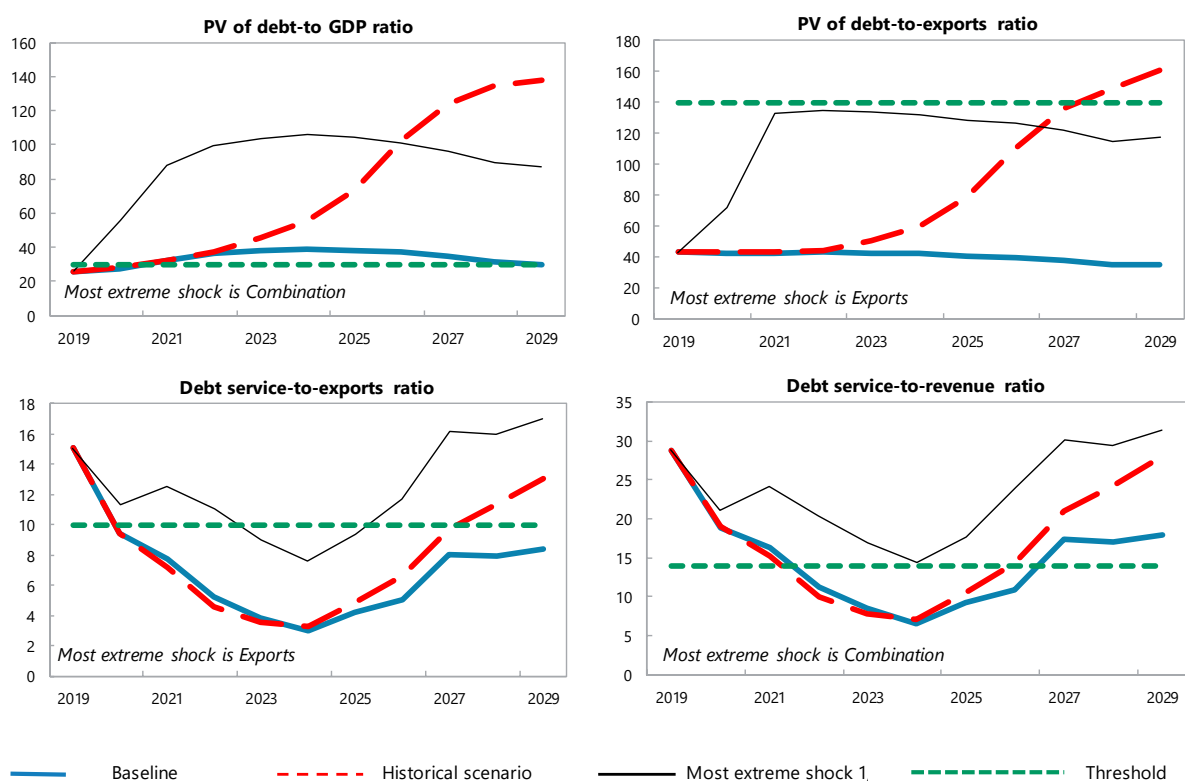 PV of debt-to GDP ratio
160
140
120
100
80
60
40
20
0
Most extreme shock is Combination
2019 2021 2023 2025 2027 2029
PV of debt-to-exports ratio
180
160
140
120
100
80
60
40
20
0
Most extreme shock is Exports
2019 2021 2023 2025 2027 2029
Debt service-to-exports ratio
18
16
14
12
10
8
6
4
2
0
Most extreme shock is Exports
2019 2021 2023 2025 2027 2029
Debt service-to-revenue ratio
35
30
25
20
15
10
5
0
Most extreme shock is Combination
2019 2021 2023 2025 2027 2029
Baseline Historical scenario Most extreme shock 1/ Threshold